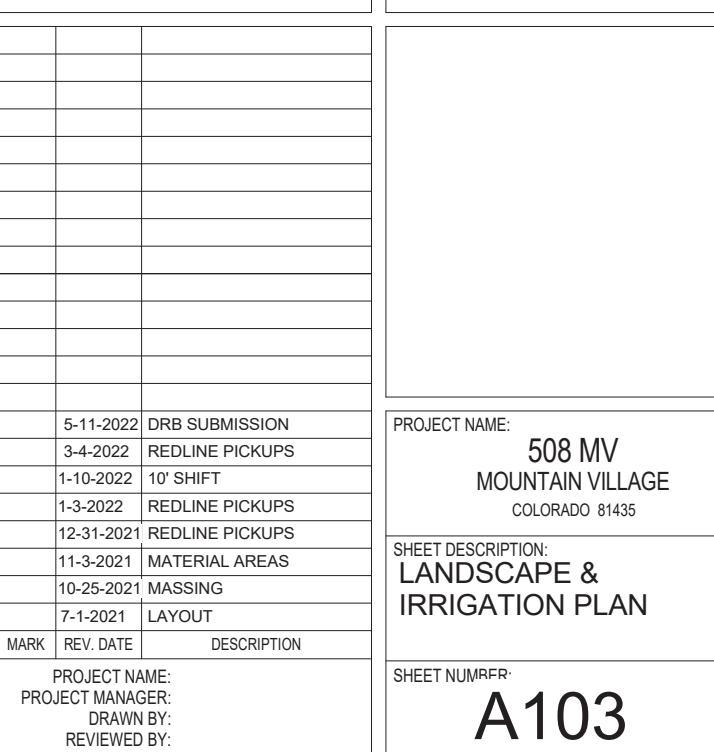 5-11-2022 DRB SUBMISSION
3-4-2022 REDLINE PICKUPS
1-10-2022 10' SHIFT
1-3-2022 REDLINE PICKUPS
12-31-2021 REDLINE PICKUPS
11-3-2021 MATERIAL AREAS
10-25-2021 MASSING
7-1-2021 LAYOUT
MARK REV. DATE DESCRIPTION
PROJECT NAME:
PROJECT MANAGER:
DRAWN BY:
REVIEWED BY:
PROJECT NAME:
508 MV
MOUNTAIN VILLAGE
COLORADO 81435
SHEET DESCRIPTION:
LANDSCAPE &
IRRIGATION PLAN
SHEET NUMBER:
A103